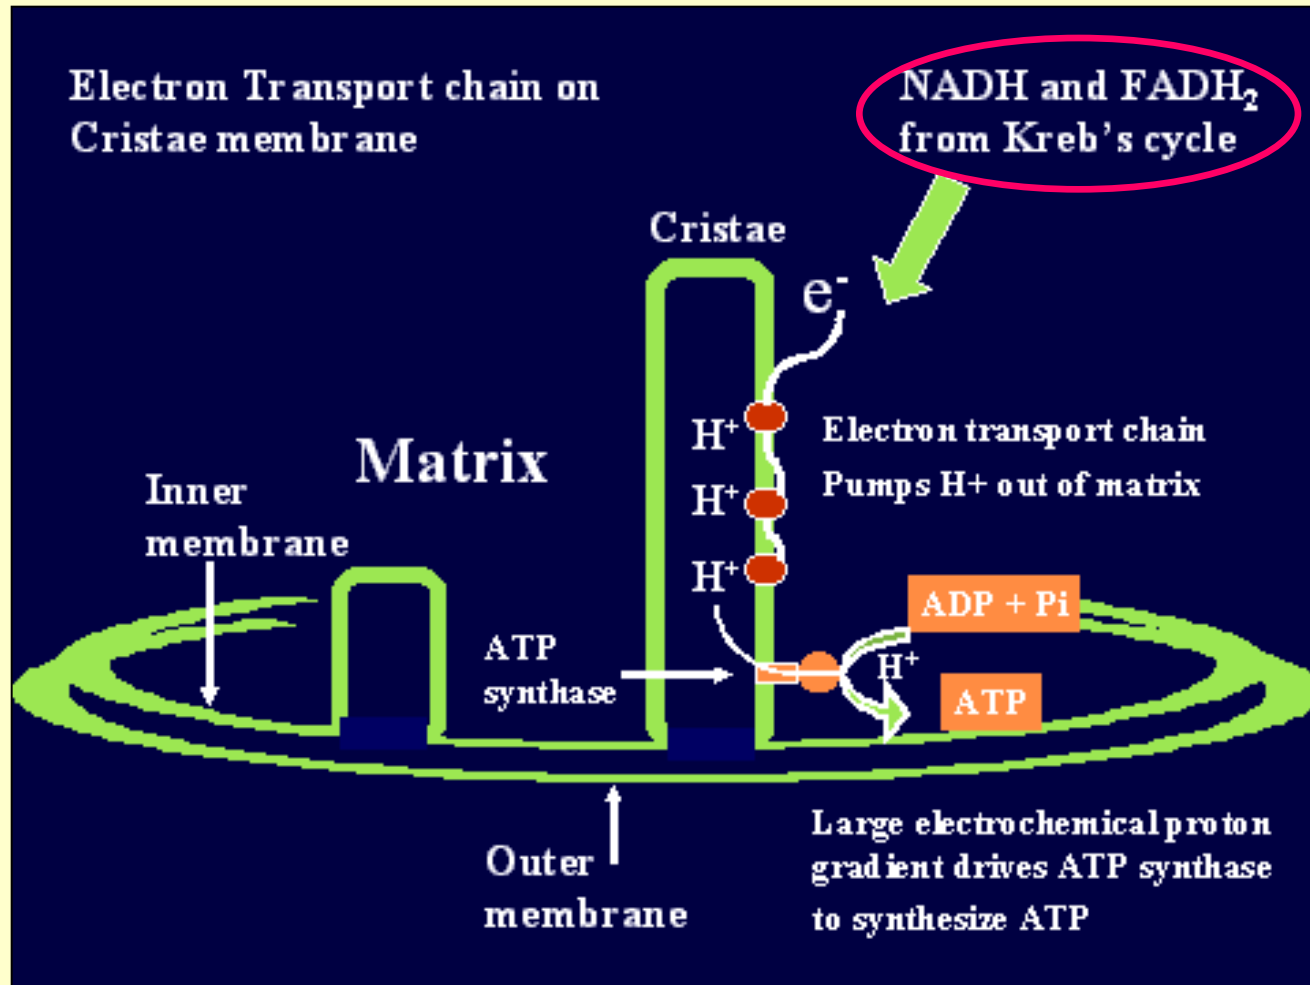 Electron Transport chain on
Cristae membrane
NADH and FADH₂
from Kreb's cycle
Cristae
e⁻
H⁺
Electron transport chain
H⁺
Pumps H+ out of matrix
H⁺
Matrix
Inner
membrane
ADP + Pi
ATP
synthase
H⁺
ATP
Large electrochemical proton
gradient drives ATP synthase
to synthesize ATP
Outer
membrane